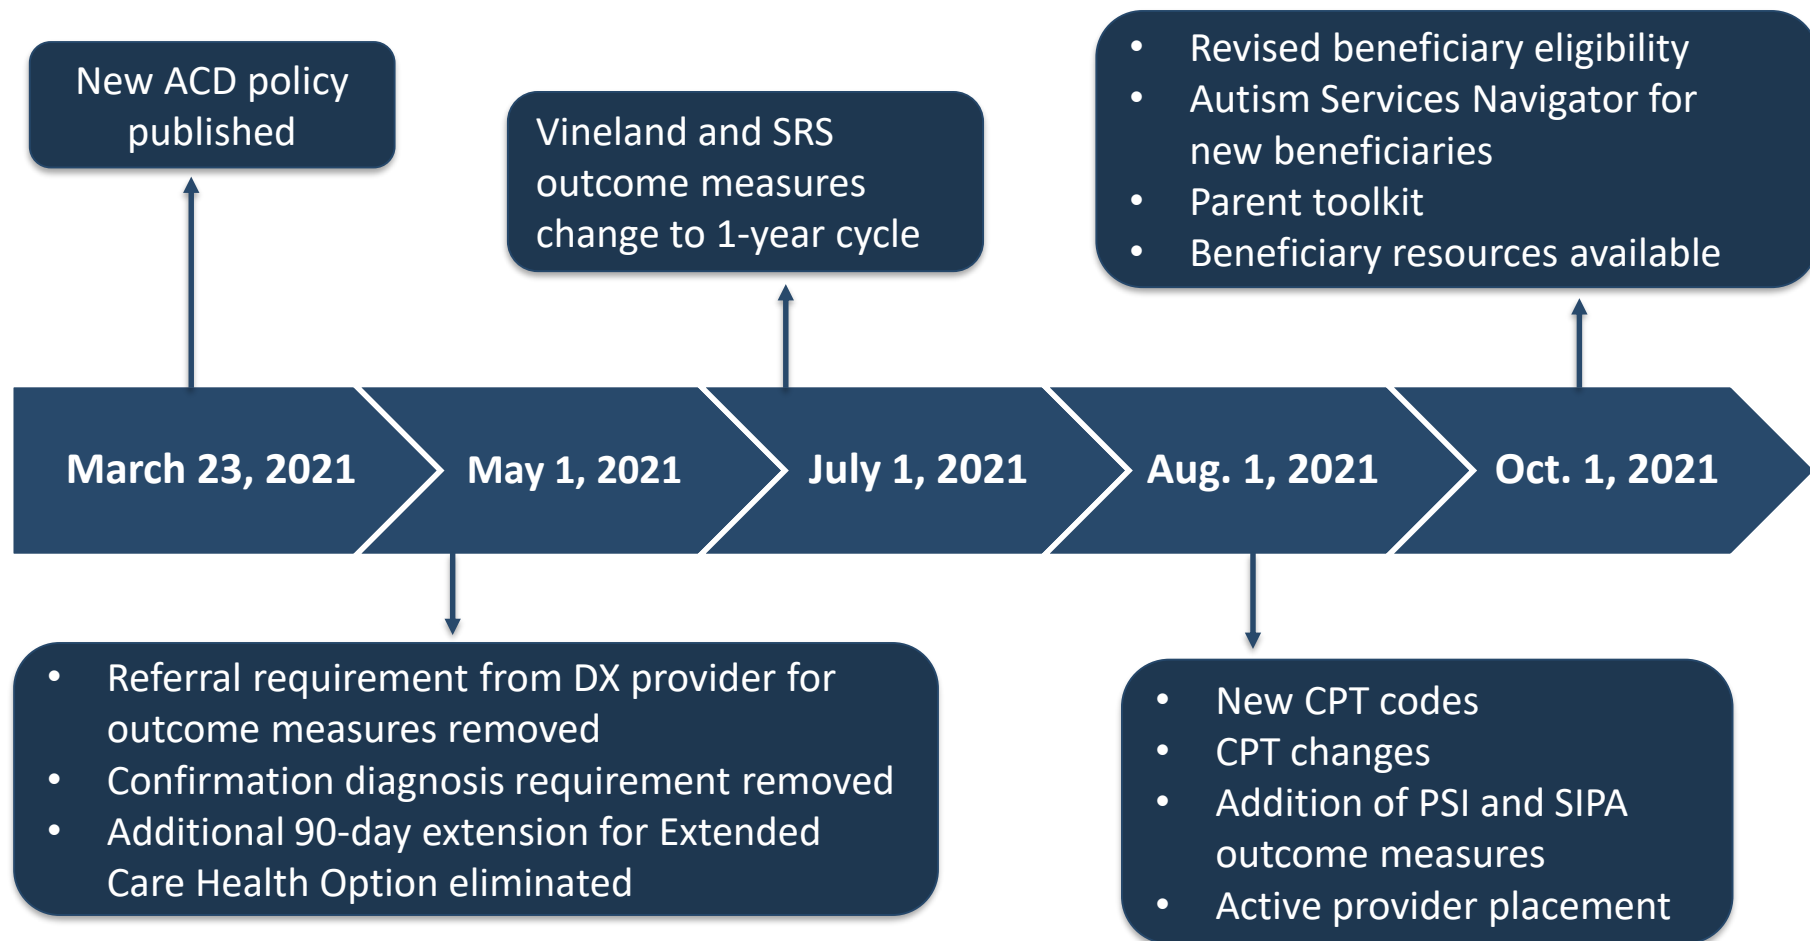 New ACD policy
published
Vineland and SRS
outcome measures
change to 1-year cycle
• Revised beneficiary eligibility
• Autism Services Navigator for
new beneficiaries
• Parent toolkit
• Beneficiary resources available
March 23, 2021
May 1, 2021
July 1, 2021
Aug. 1, 2021
Oct. 1, 2021
• Referral requirement from DX provider for
outcome measures removed
• Confirmation diagnosis requirement removed
• Additional 90-day extension for Extended
Care Health Option eliminated
• New CPT codes
• CPT changes
• Addition of PSI and SIPA
outcome measures
• Active provider placement